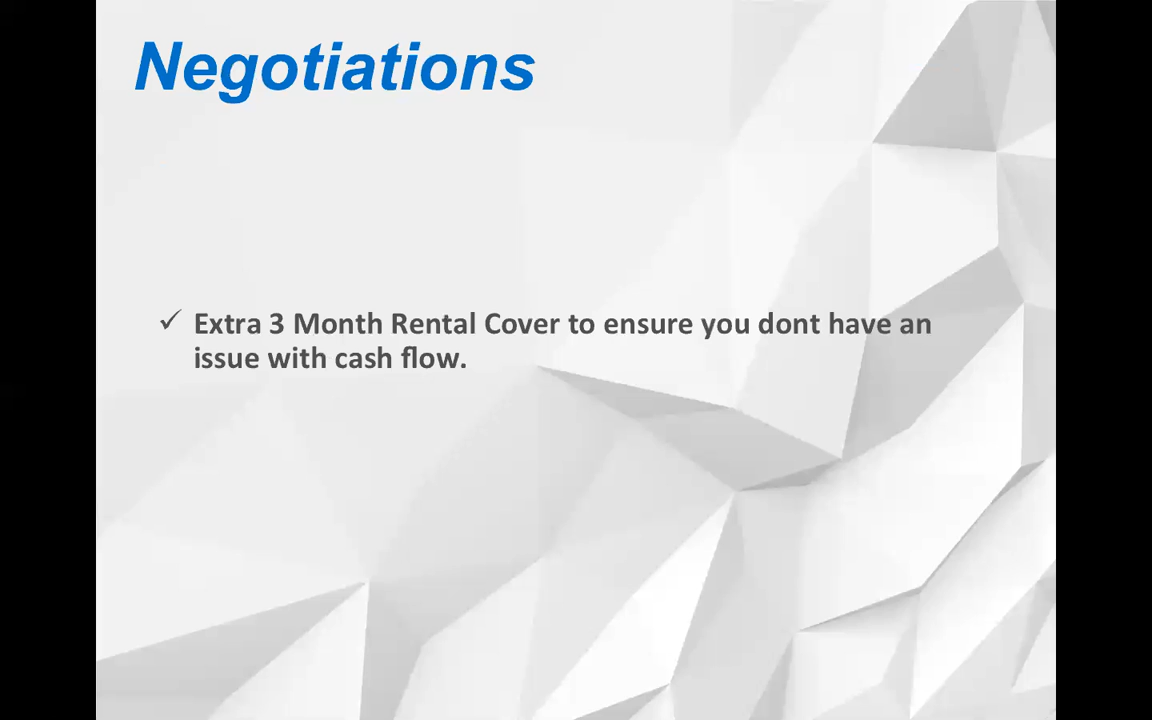 Negotiations
✓ Extra 3 Month Rental Cover to ensure you dont have an
issue with cash flow.